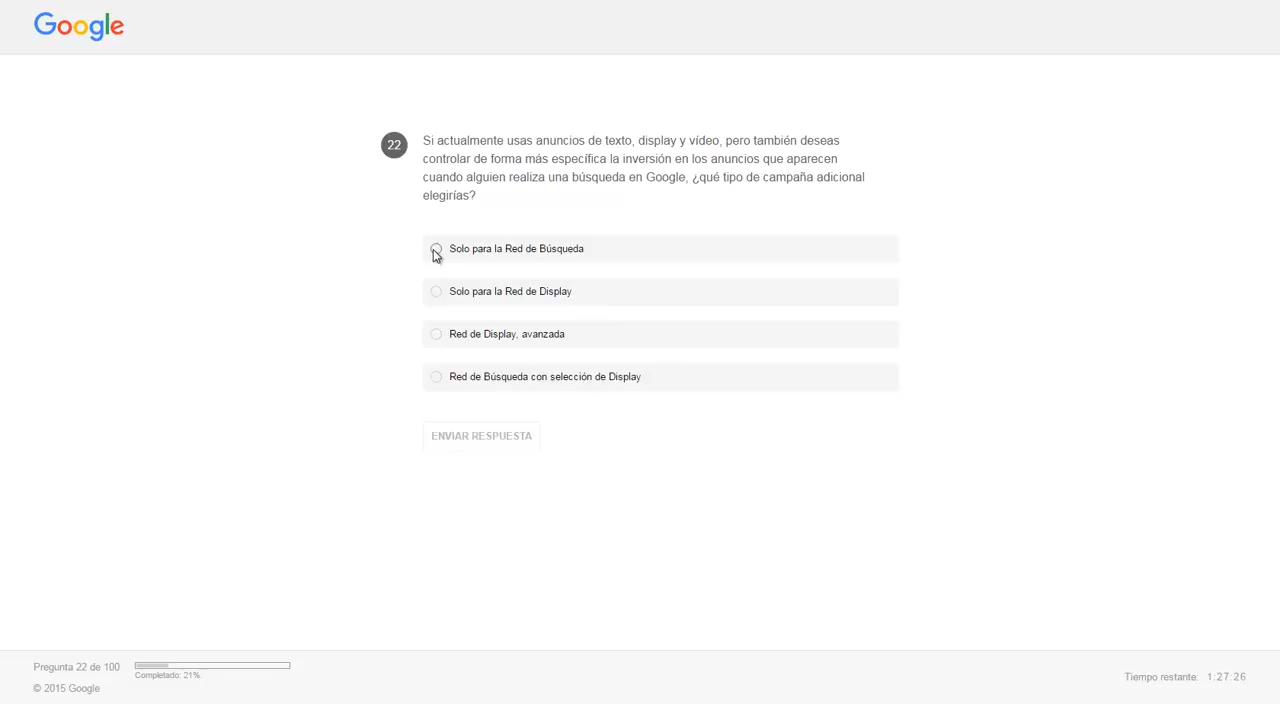 Google
22
Si actualmente usas anuncios de texto, display y vídeo, pero también deseas
controlar de forma más específica la inversión en los anuncios que aparecen
cuando alguien realiza una búsqueda en Google, ¿qué tipo de campaña adicional
elegirías?
Solo para la Red de Búsqueda
Solo para la Red de Display
Red de Display, avanzada
Red de Búsqueda con selección de Display
ENVIAR RESPUESTA
Pregunta 22 de 100
Completado: 21%.
© 2015 Google
Tiempo restante: 1:27:26